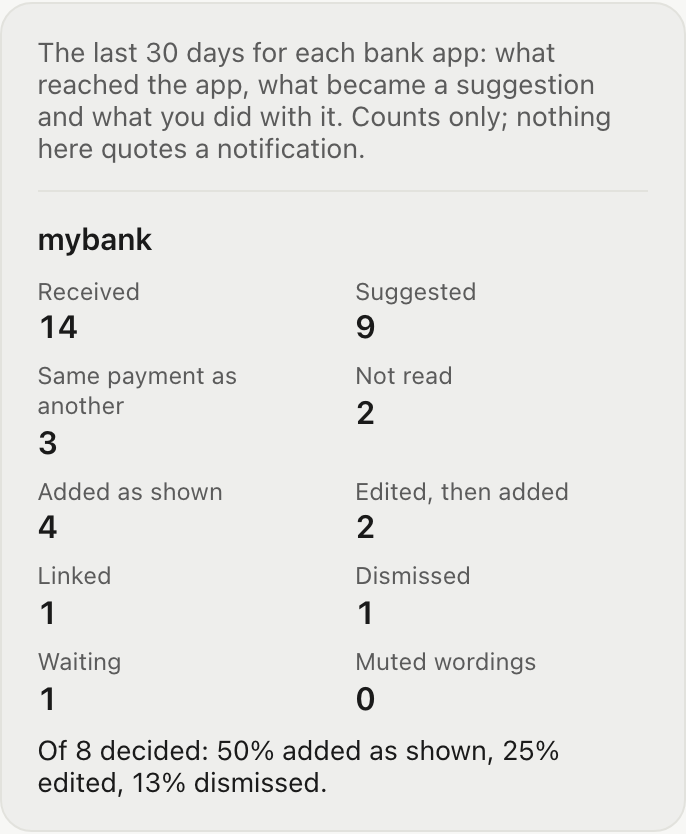 The last 30 days for each bank app: what
reached the app, what became a suggestion
and what you did with it. Counts only; nothing
here quotes a notification.
mybank
Received
14
Suggested
9
Same payment as
another
3
Not read
2
Added as shown
4
Edited, then added
2
Linked
1
Dismissed
1
Waiting
1
Muted wordings
0
Of 8 decided: 50% added as shown, 25%
edited, 13% dismissed.